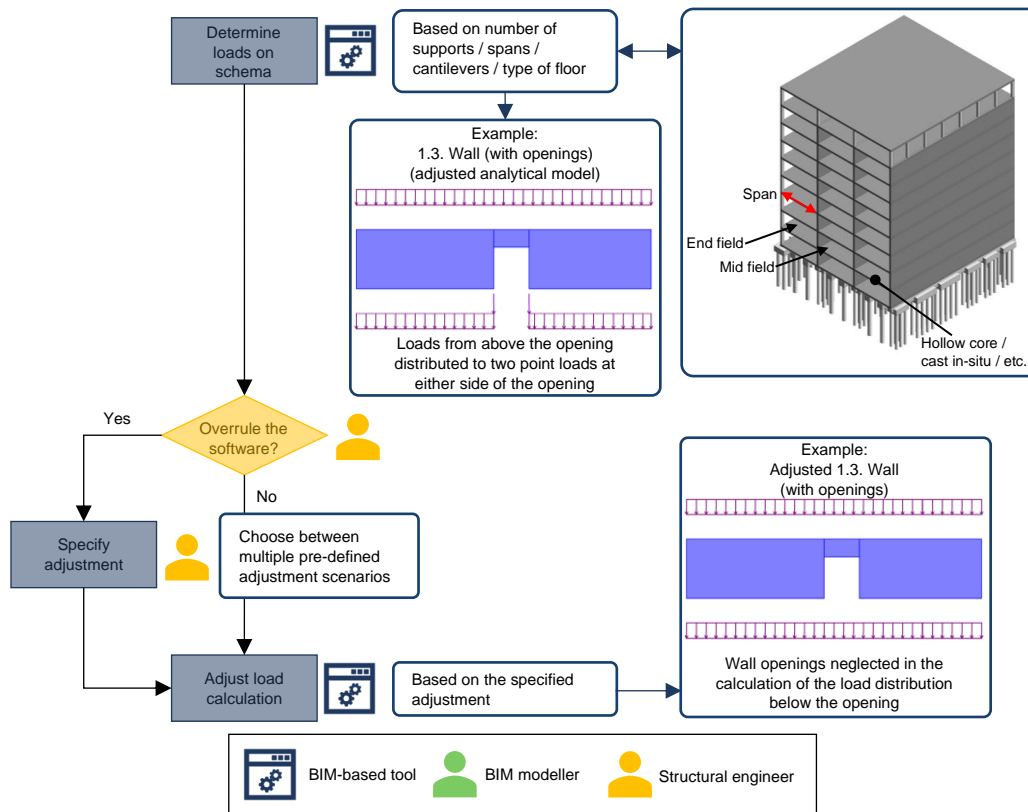 Determine
loads on
schema
Based on number of
supports / spans /
cantilevers / type of floor
Example:
1.3. Wall (with openings)
(adjusted analytical model)
Loads from above the opening
distributed to two point loads at
either side of the opening
Span
End field
Mid field
Hollow core /
cast in-situ / etc.
Yes
Overrule the
software?
No
Specify
adjustment
Choose between
multiple pre-defined
adjustment scenarios
Example:
Adjusted 1.3. Wall
(with openings)
Wall openings neglected in the
calculation of the load distribution
below the opening
Adjust load
calculation
Based on the specified
adjustment
BIM-based tool
BIM modeller
Structural engineer